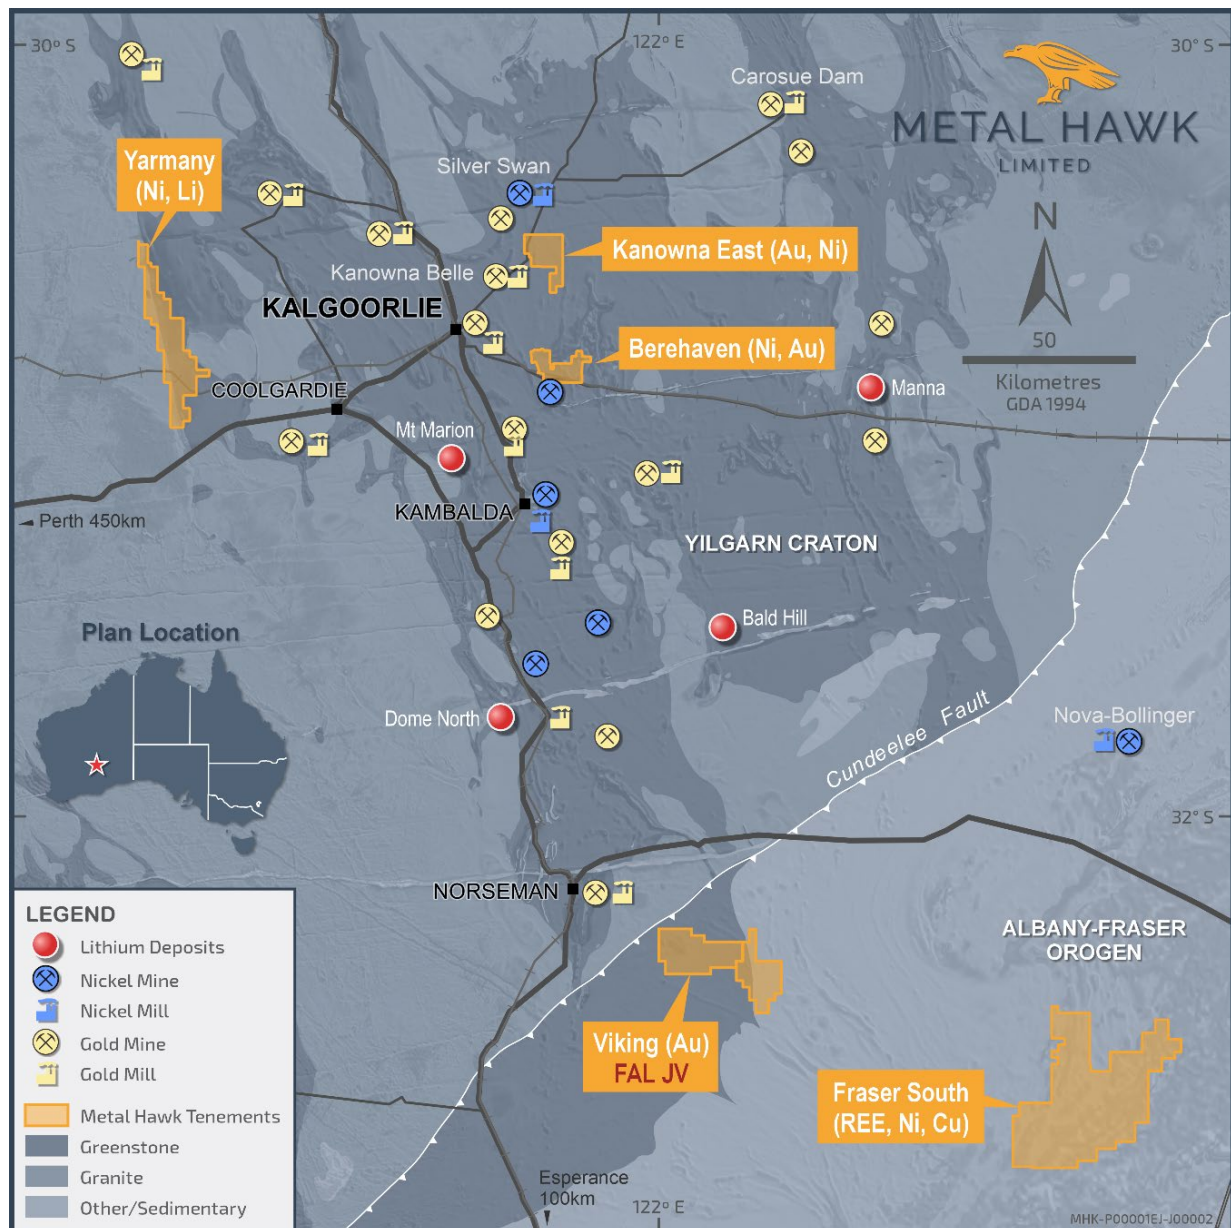 30° S
122° E
30° S
METAL HAWK
LIMITED
Carosue Dam
Yarmany
(Ni, Li)
Silver Swan
N
Kanowna East (Au, Ni)
Kanowna Belle
KALGOORLIE
50
Kilometres
GDA 1994
Berehaven (Ni, Au)
COOLGARDIE
Manna
Mt Marion
KAMBALDA
Perth 450km
YILGARN CRATON
Bald Hill
Plan Location
Dome North
Cundeelee Fault
Nova-Bollinger
32° S
NORSEMAN
ALBANY-FRASER
OROGEN
Viking (Au)
FAL JV
Fraser South
(REE, Ni, Cu)
LEGEND
Lithium Deposits
Nickel Mine
Nickel Mill
Gold Mine
Gold Mill
Metal Hawk Tenements
Greenstone
Granite
Other/Sedimentary
Esperance
100km
122° E
MHK-P00001EJ-J00002